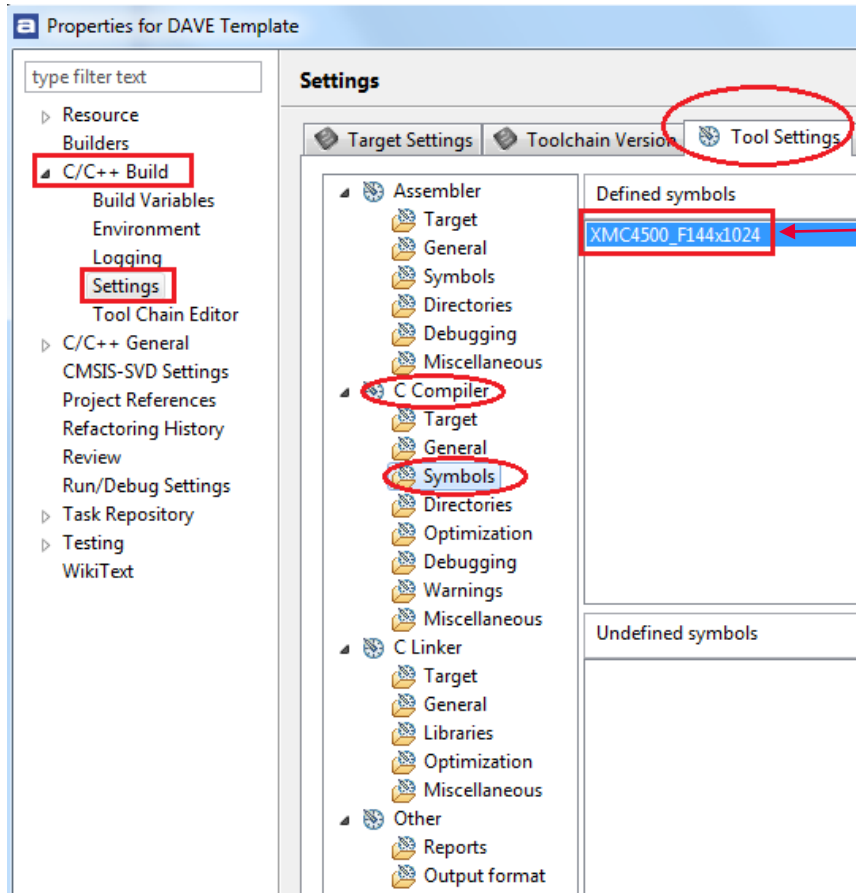 Properties for DAVE Template
type filter text
Resource
Builders
C/C++ Build
Build Variables
Environment
Logging
Settings
Tool Chain Editor
C/C++ General
CMSIS-SVD Settings
Project References
Refactoring History
Review
Run/Debug Settings
Task Repository
Testing
WikiText
Settings
Target Settings
Toolchain Version
Tool Settings
Assembler
Target
General
Symbols
Directories
Debugging
Miscellaneous
C Compiler
Target
General
Symbols
Directories
Optimization
Debugging
Warnings
Miscellaneous
C Linker
Target
General
Libraries
Optimization
Miscellaneous
Other
Reports
Output format
Defined symbols
XMC4500_F144x1024
Undefined symbols